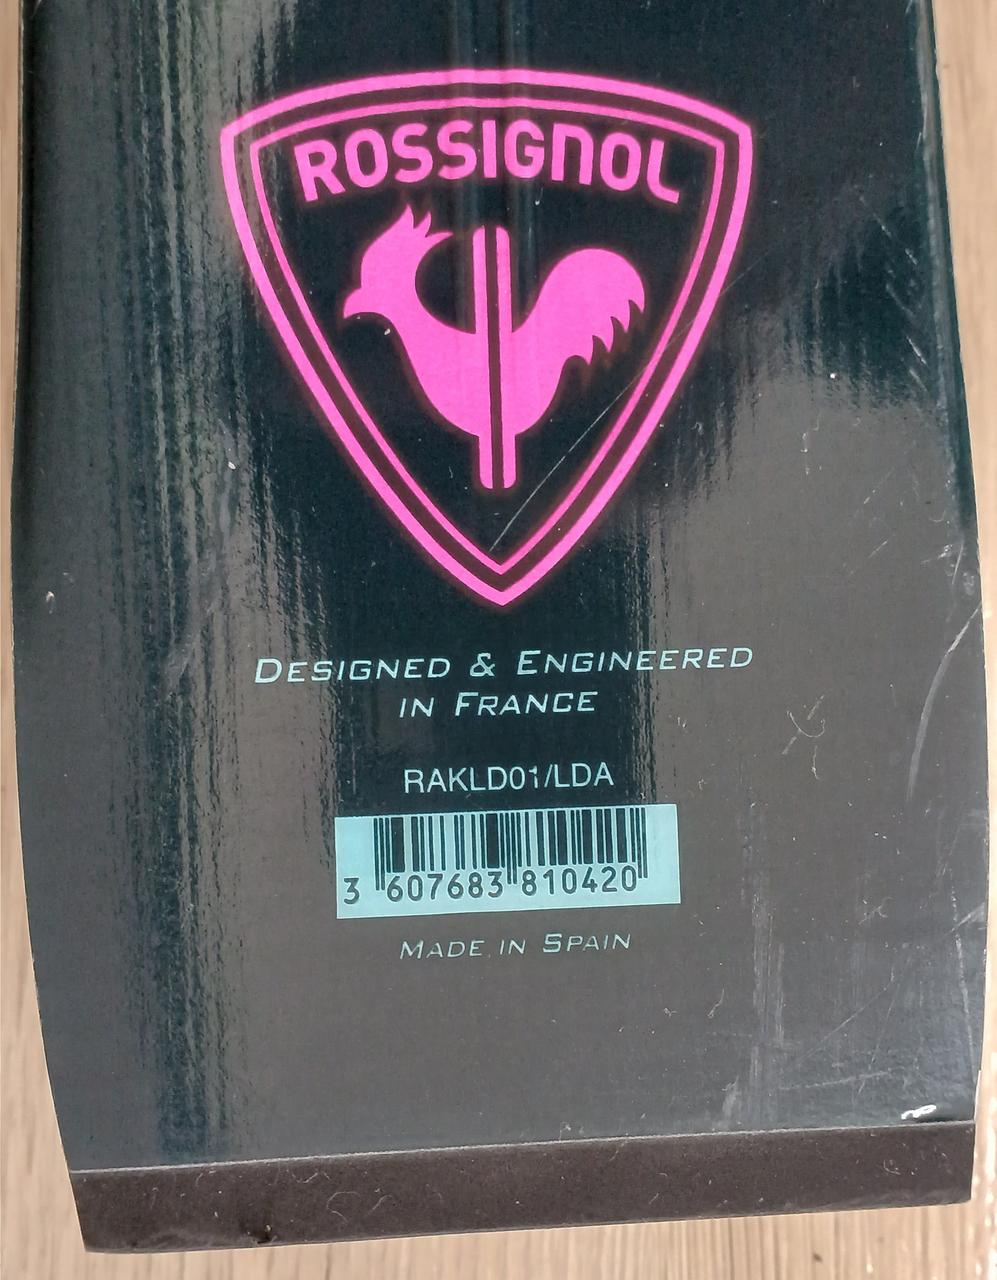 ROSSIGNOL
DESIGNED & ENGINEERED
IN FRANCE
RAKLD01/LDA
3 607683 810420
MADE IN SPAIN